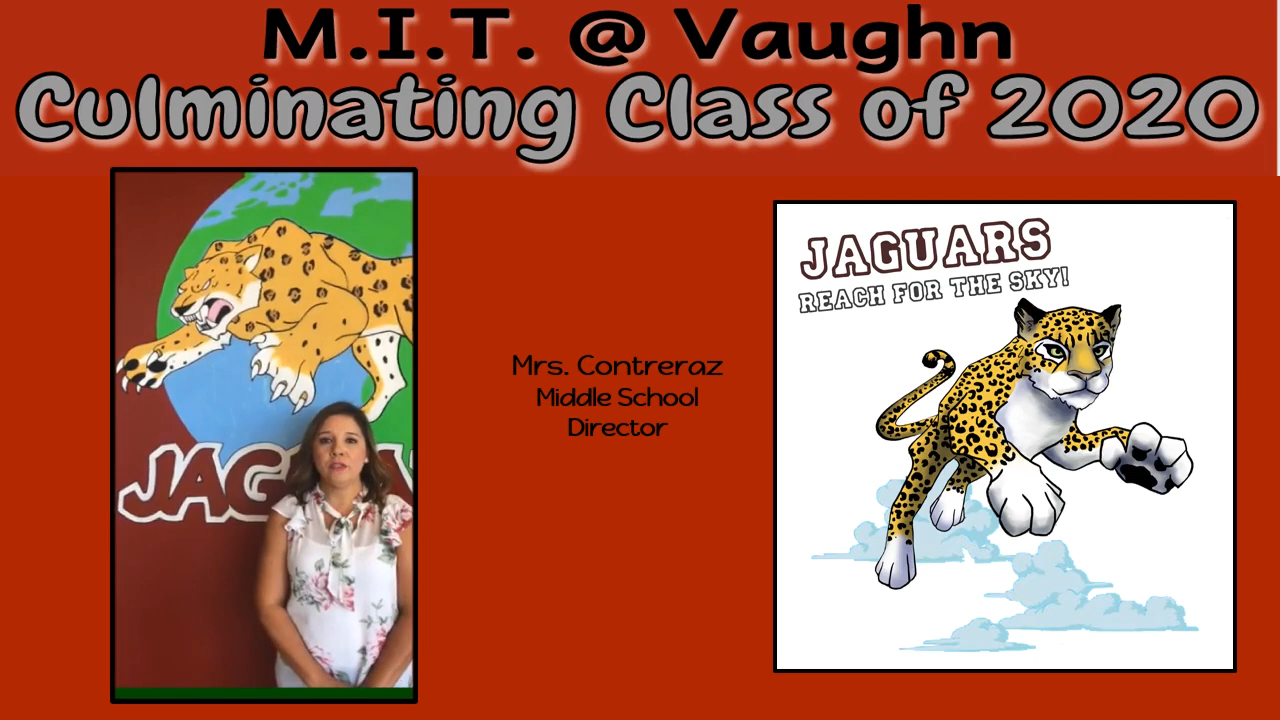 M.I.T. @ Vaughn
Culminating Class of 2020
JAGUARS
REACH FOR THE SKY!
Mrs. Contreraz
Middle School
Director